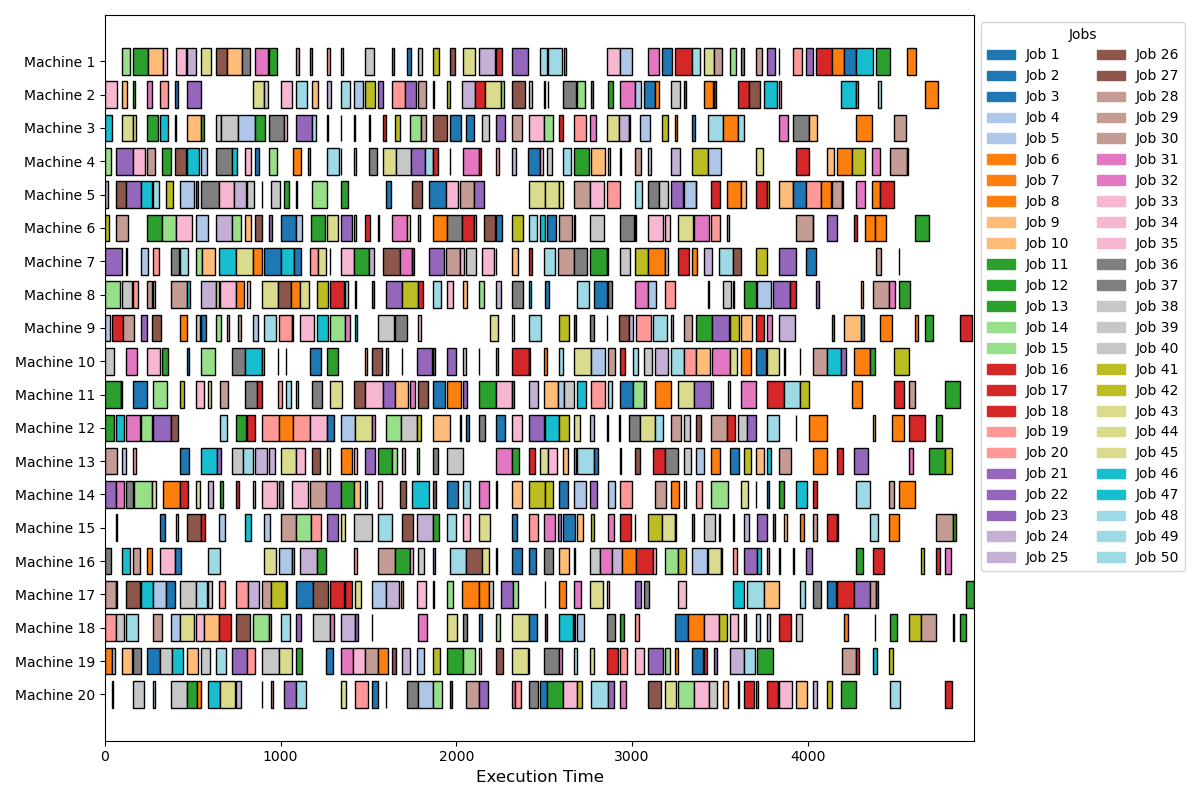 Machine 1
Machine 2
Machine 3
Machine 4
Machine 5
Machine 6
Machine 7
Machine 8
Machine 9
Machine 10
Machine 11
Machine 12
Machine 13
Machine 14
Machine 15
Machine 16
Machine 17
Machine 18
Machine 19
Machine 20
0 1000 2000 3000 4000
Execution Time
Jobs
Job 1
Job 2
Job 3
Job 4
Job 5
Job 6
Job 7
Job 8
Job 9
Job 10
Job 11
Job 12
Job 13
Job 14
Job 15
Job 16
Job 17
Job 18
Job 19
Job 20
Job 21
Job 22
Job 23
Job 24
Job 25
Job 26
Job 27
Job 28
Job 29
Job 30
Job 31
Job 32
Job 33
Job 34
Job 35
Job 36
Job 37
Job 38
Job 39
Job 40
Job 41
Job 42
Job 43
Job 44
Job 45
Job 46
Job 47
Job 48
Job 49
Job 50